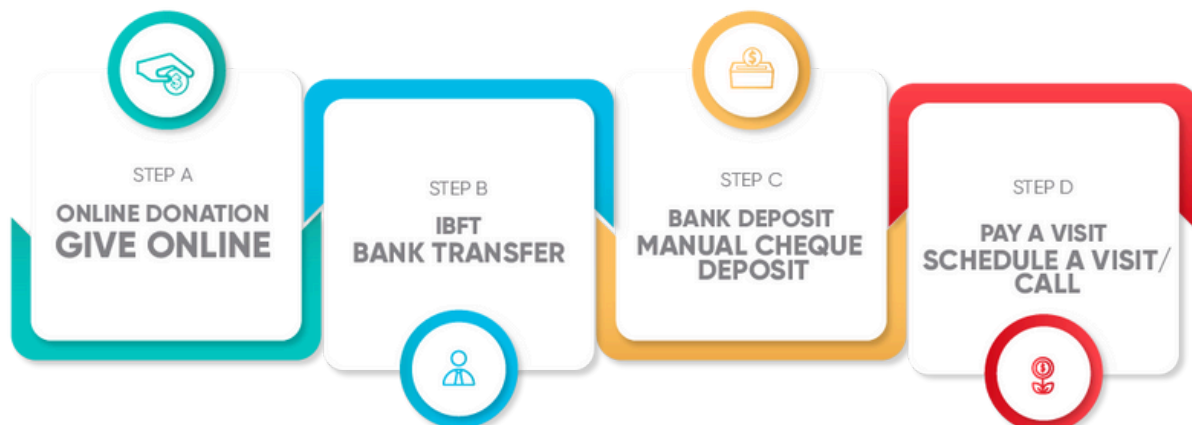 STEP A
ONLINE DONATION
GIVE ONLINE
STEP B
IBFT
BANK TRANSFER
STEP C
BANK DEPOSIT
MANUAL CHEQUE
DEPOSIT
STEP D
PAY A VISIT
SCHEDULE A VISIT/
CALL